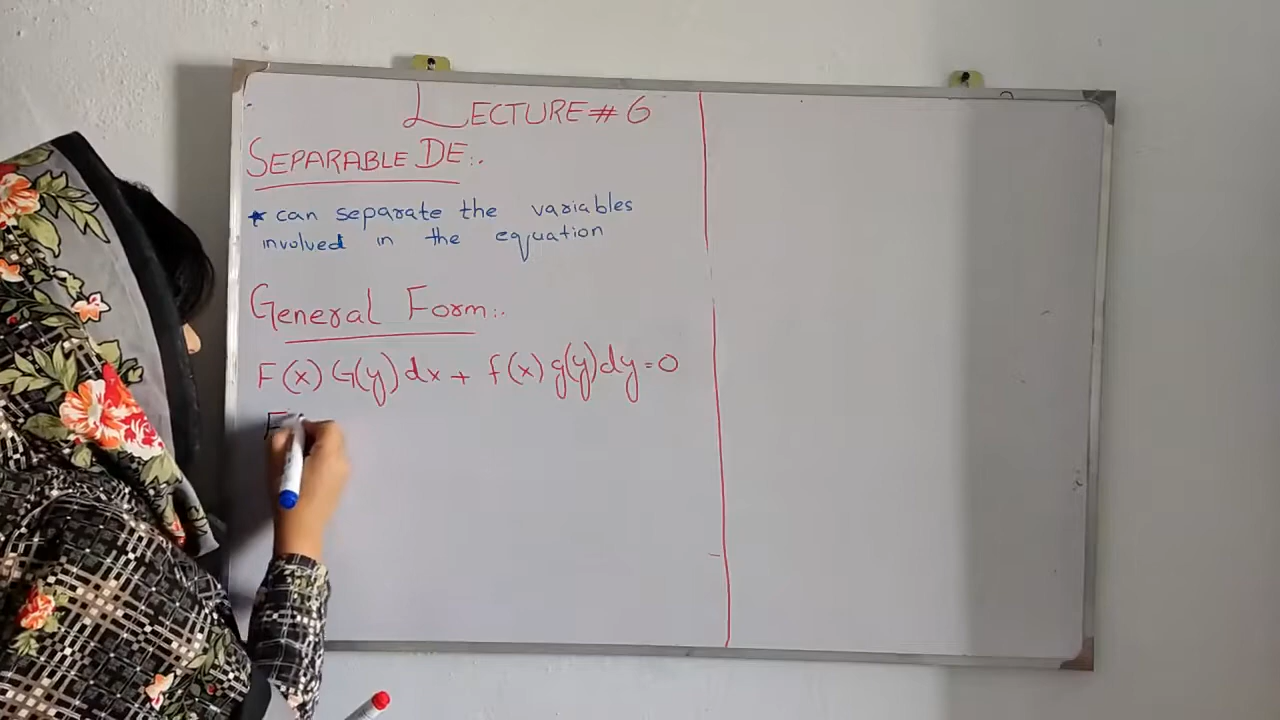 LECTURE # 6
SEPARABLE DE:.
* can separate the variables
involved in the equation
General Form:.
F(x) G(y) dx + f(x) g(y) dy = 0
F